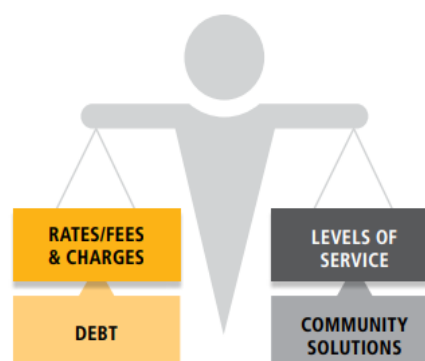 RATES/FEES
& CHARGES
DEBT
LEVELS OF
SERVICE
COMMUNITY
SOLUTIONS